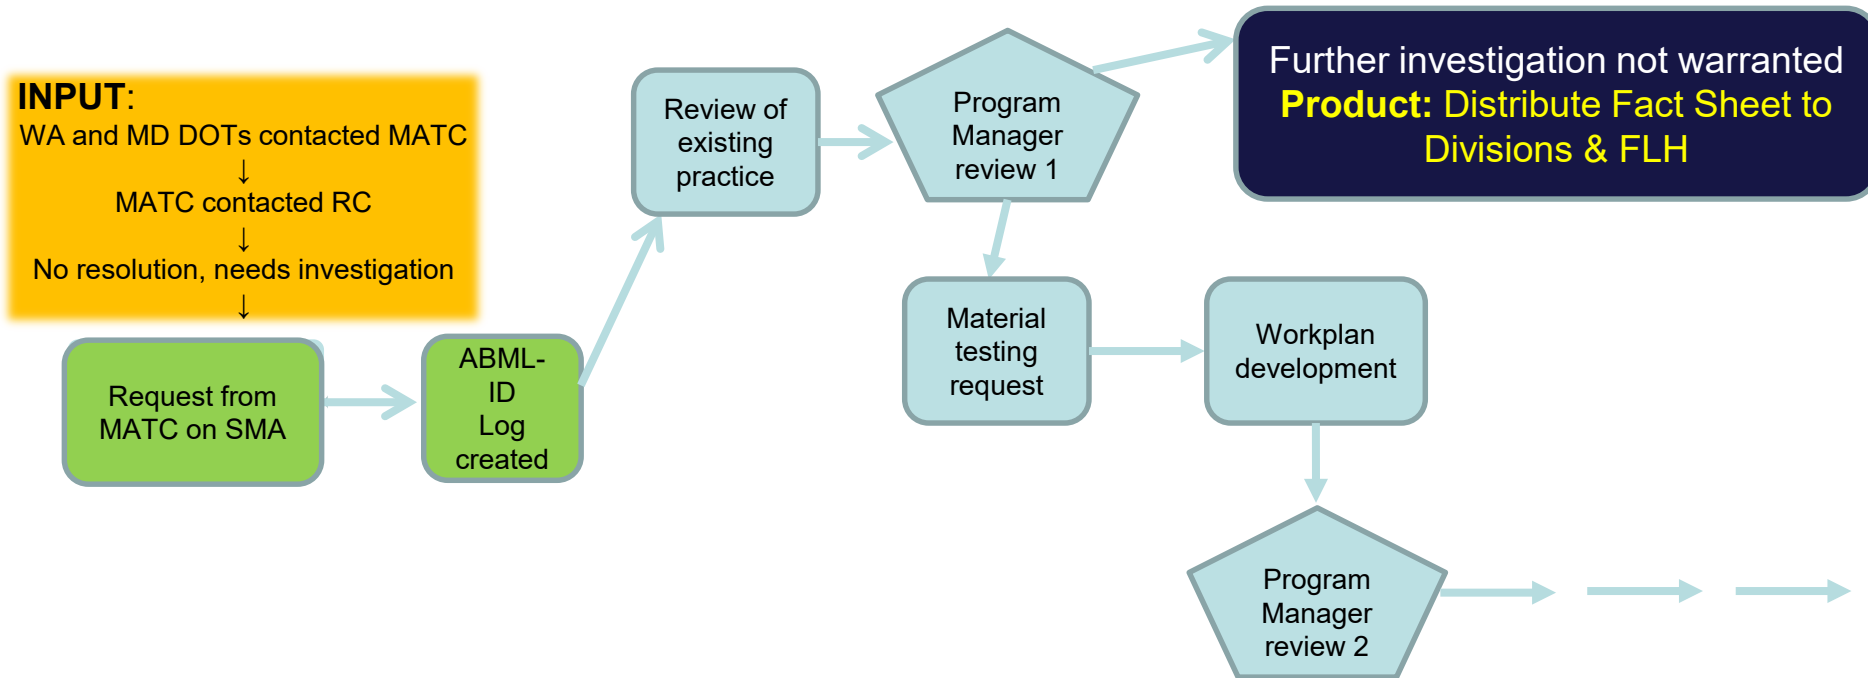 INPUT:
WA and MD DOTs contacted MATC
↓
MATC contacted RC
↓
No resolution, needs investigation
↓
Request from
MATC on SMA
ABML-
ID
Log
created
Review of
existing
practice
Program
Manager
review 1
Further investigation not warranted
Product: Distribute Fact Sheet to
Divisions & FLH
Material
testing
request
Workplan
development
Program
Manager
review 2